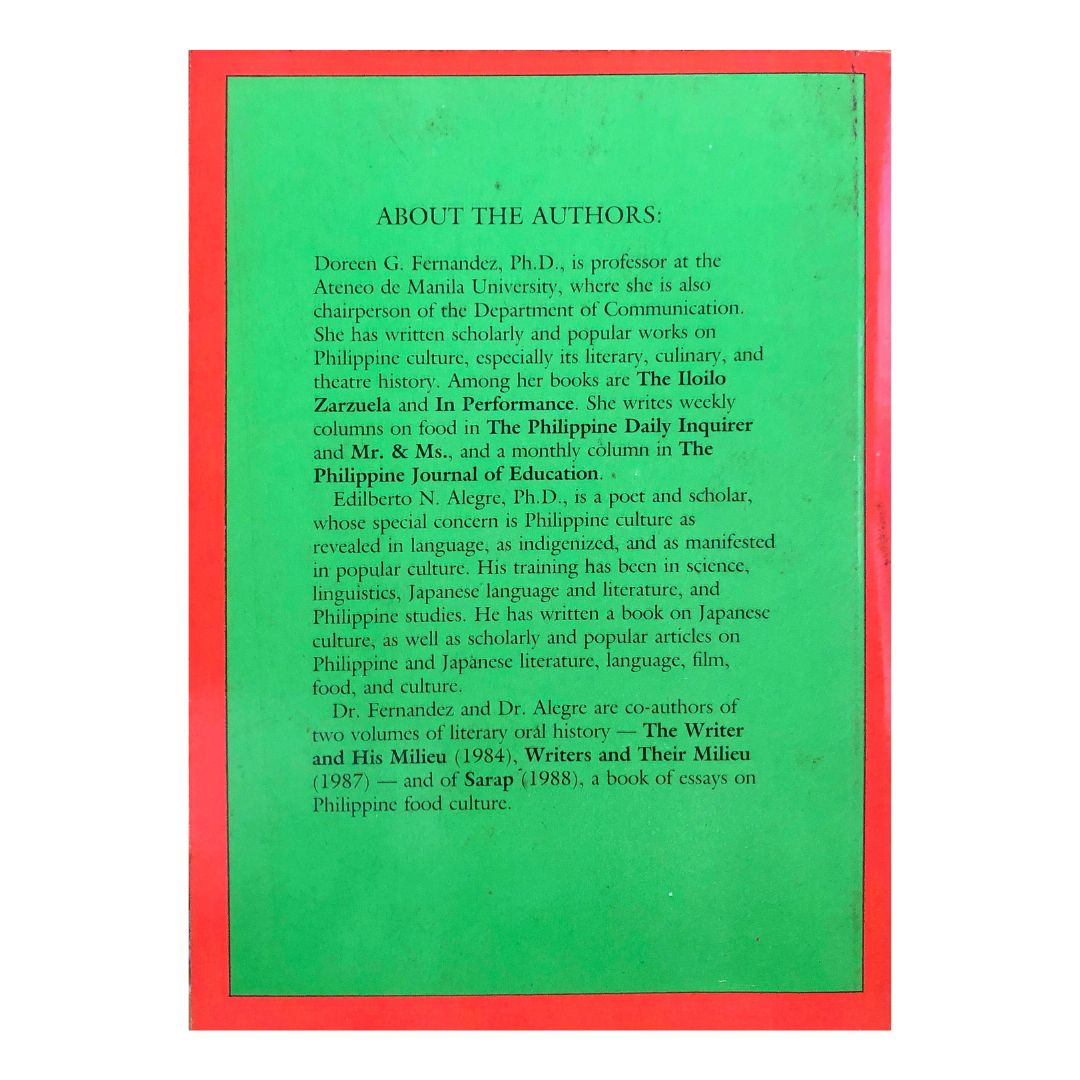 ABOUT THE AUTHORS:
Doreen G. Fernandez, Ph.D., is professor at the
Ateneo de Manila University, where she is also
chairperson of the Department of Communication.
She has written scholarly and popular works on
Philippine culture, especially its literary, culinary, and
theatre history. Among her books are The Iloilo
Zarzuela and In Performance. She writes weekly
columns on food in The Philippine Daily Inquirer
and Mr. & Ms., and a monthly column in The
Philippine Journal of Education.
Edilberto N. Alegre, Ph.D., is a poet and scholar,
whose special concern is Philippine culture as
revealed in language, as indigenized, and as manifested
in popular culture. His training has been in science,
linguistics, Japanese language and literature, and
Philippine studies. He has written a book on Japanese
culture, as well as scholarly and popular articles on
Philippine and Japanese literature, language, film,
food, and culture.
Dr. Fernandez and Dr. Alegre are co-authors of
two volumes of literary oral history — The Writer
and His Milieu (1984), Writers and Their Milieu
(1987) — and of Sarap (1988), a book of essays on
Philippine food culture.